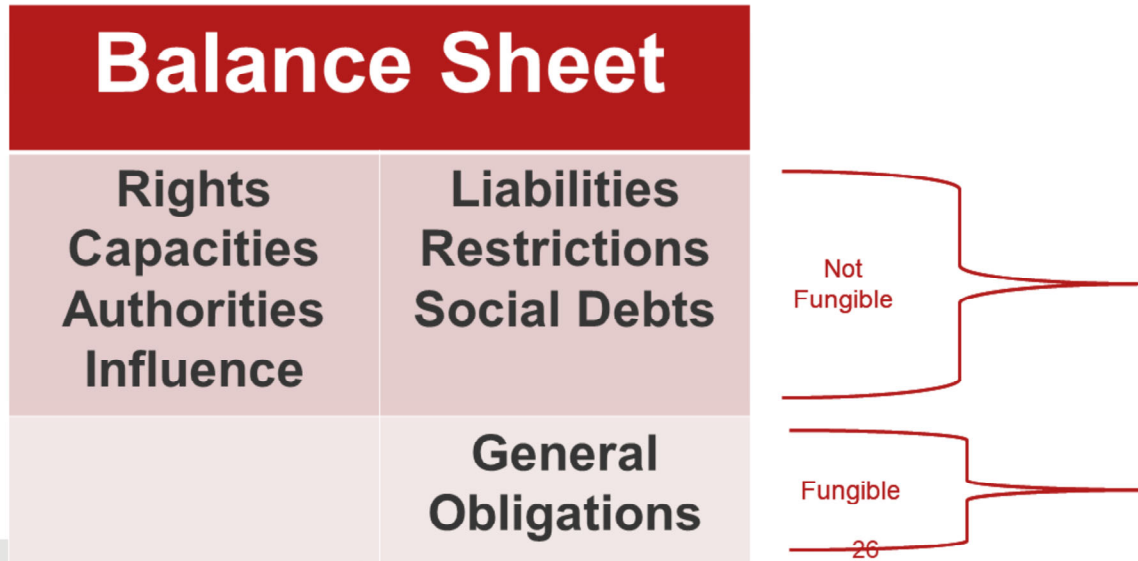 Balance Sheet
Rights
Capacities
Authorities
Influence
Liabilities
Restrictions
Social Debts
Not
Fungible
General
Obligations
Fungible
26